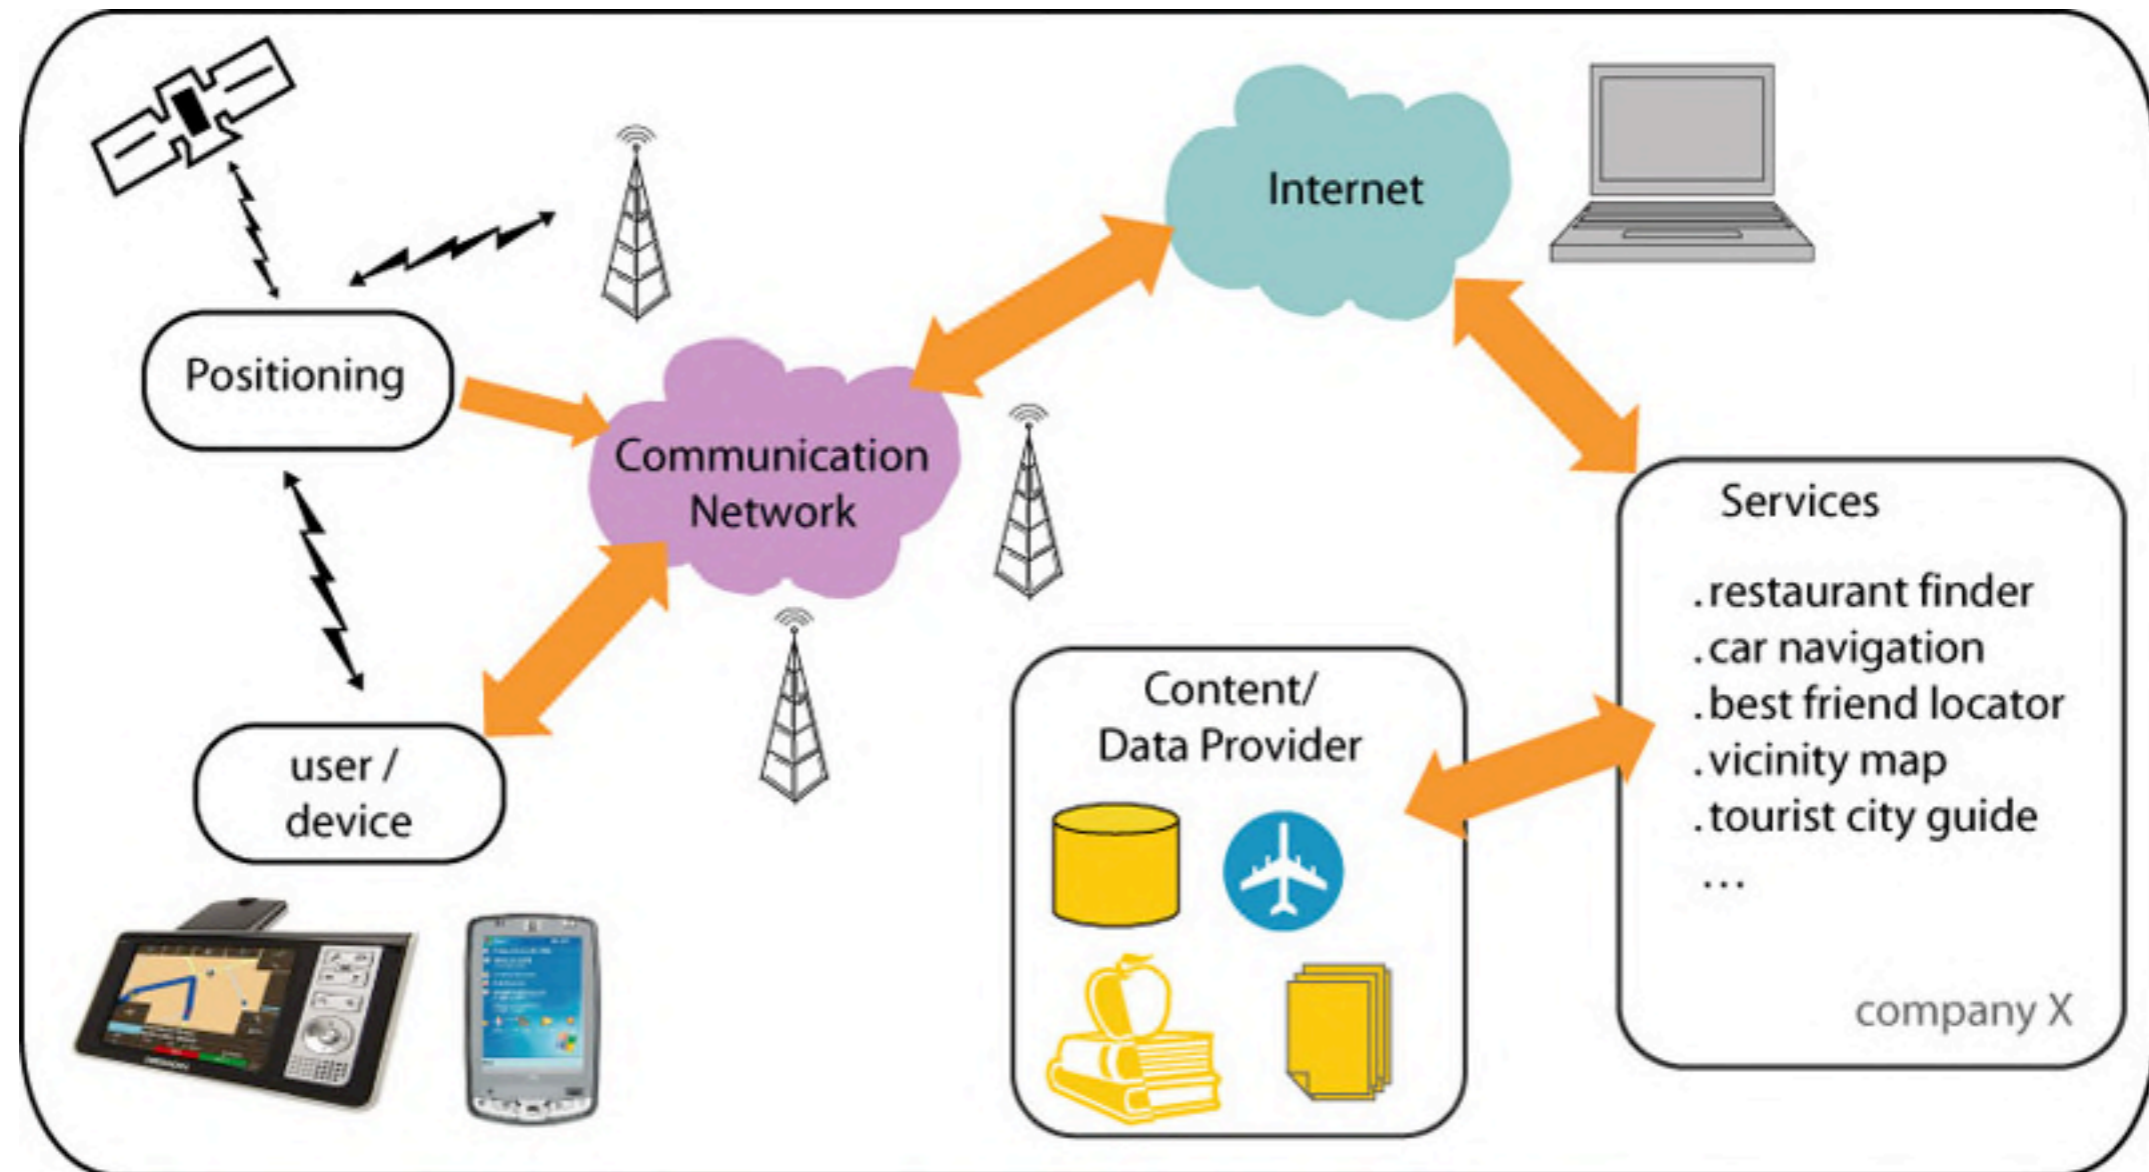 Internet
Positioning
Communication
Network
Services
.restaurant finder
.car navigation
.best friend locator
.vicinity map
.tourist city guide
...
company X
Content/
Data Provider
user /
device